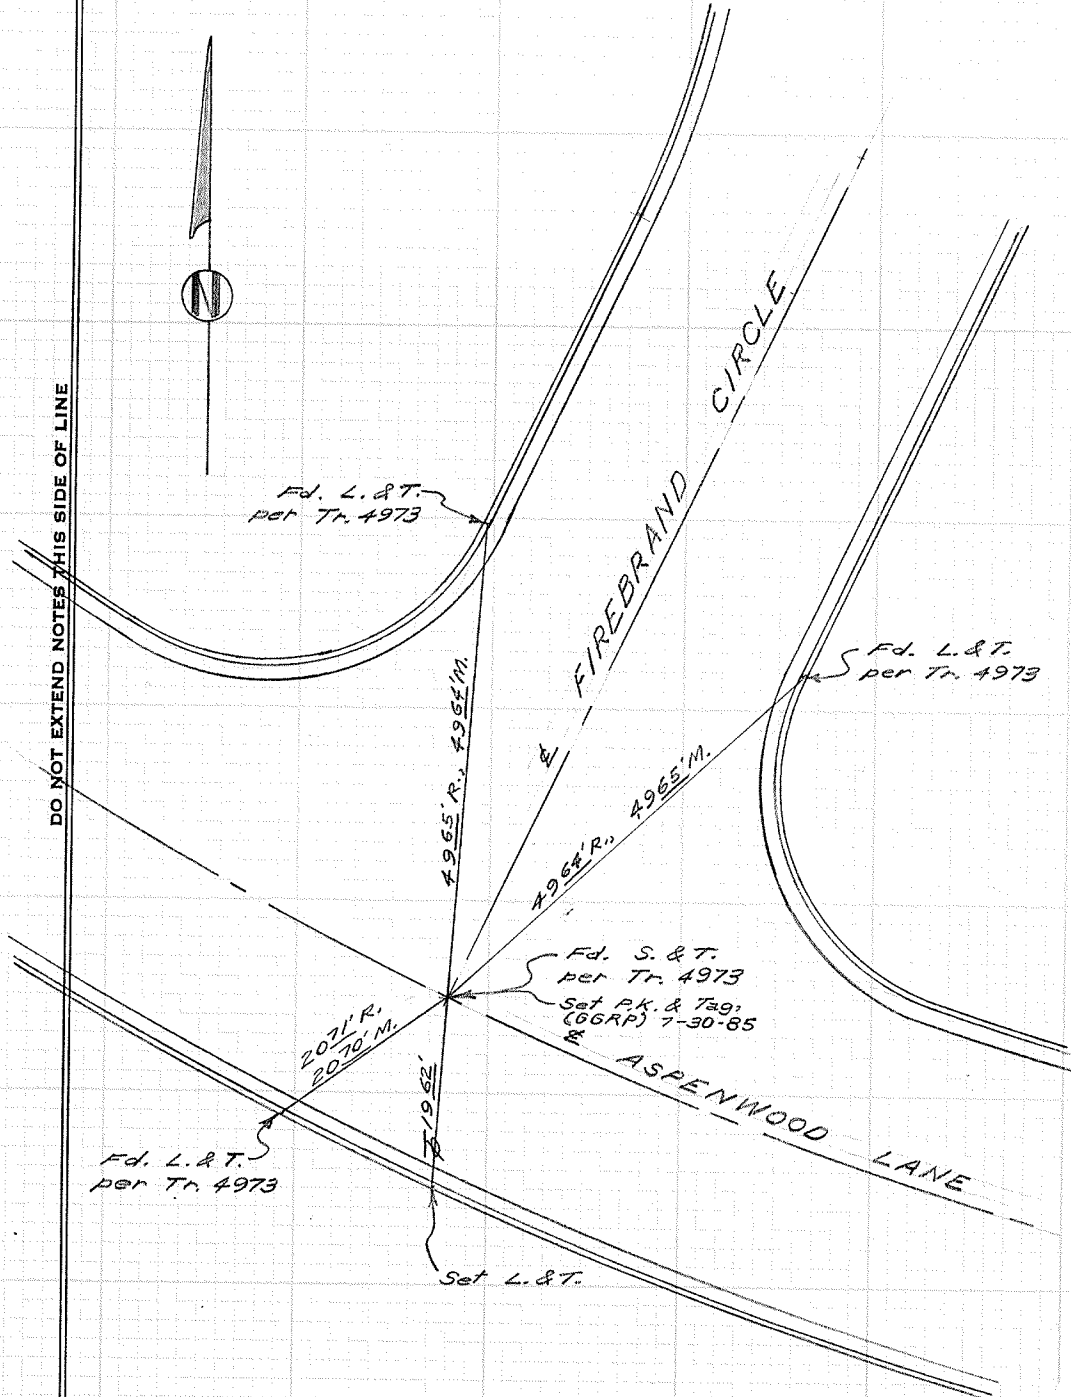 N
DO NOT EXTEND NOTES THIS SIDE OF LINE
Fd. L. & T.
per Tr. 4973
FIREBRAND CIRCLE
℄
Fd. L. & T.
per Tr. 4973
4965' R., 4964' M.
4964' R., 4965' M.
Fd. S. & T.
per Tr. 4973
Set P.K. & Tag,
(GGRP) 7-30-85
℄
ASPENWOOD LANE
2071' R.
2070' M.
1962'
Fd. L. & T.
per Tr. 4973
Set L. & T.